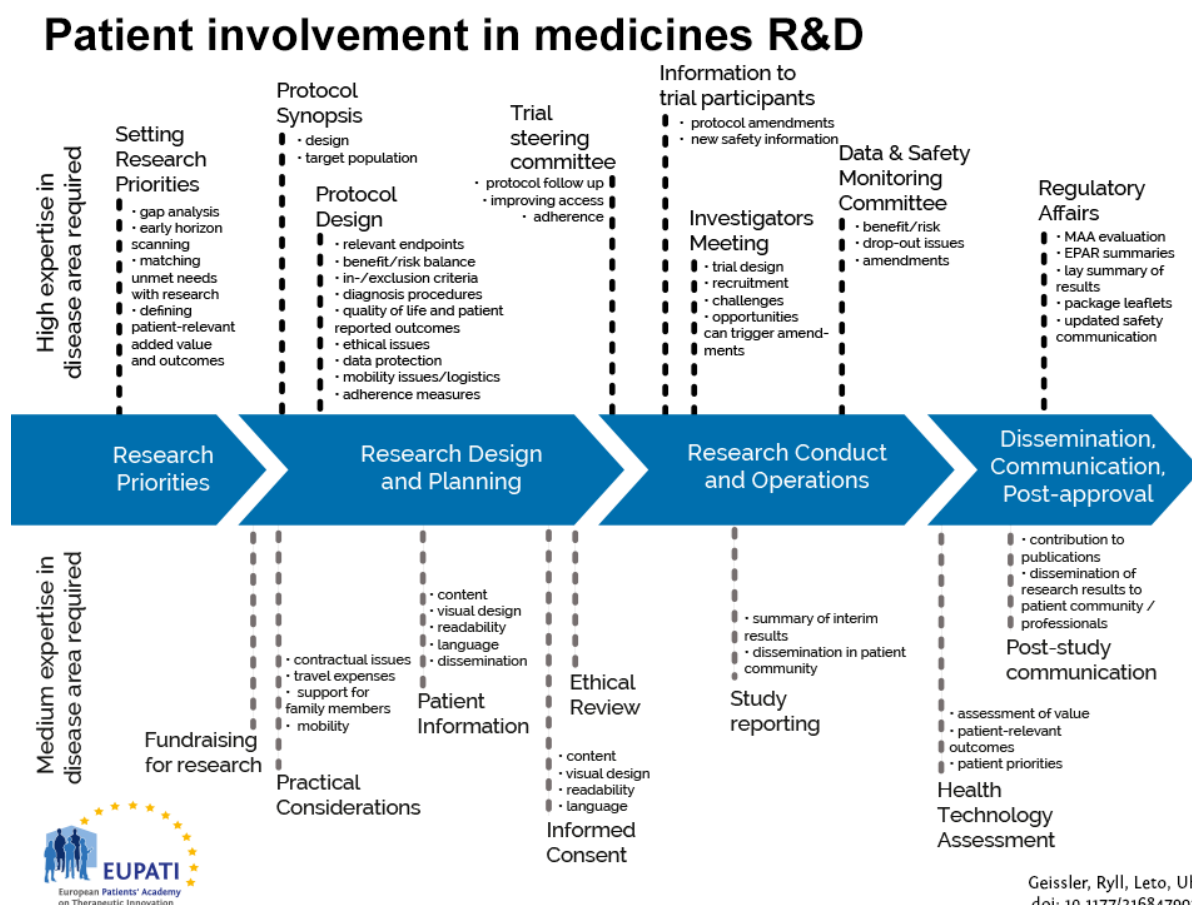 Patient involvement in medicines R&D
High expertise in
disease area required
Setting
Research
Priorities
• gap analysis
• early horizon
scanning
• matching
unmet needs
with research
• defining
patient-relevant
added value
and outcomes
Protocol
Synopsis
• design
• target population
Protocol
Design
• relevant endpoints
• benefit/risk balance
• in-/exclusion criteria
• diagnosis procedures
• quality of life and patient
reported outcomes
• ethical issues
• data protection
• mobility issues/logistics
• adherence measures
Trial
steering
committee
• protocol follow up
• improving access
• adherence
Information to
trial participants
• protocol amendments
• new safety information
Investigators
Meeting
• trial design
• recruitment
• challenges
• opportunities
can trigger amend-
ments
Data & Safety
Monitoring
Committee
• benefit/risk
• drop-out issues
• amendments
Regulatory
Affairs
• MAA evaluation
• EPAR summaries
• lay summary of
results
• package leaflets
• updated safety
communication
Research
Priorities
Research Design
and Planning
Research Conduct
and Operations
Dissemination,
Communication,
Post-approval
Medium expertise in
disease area required
Fundraising
for research
• contractual issues
• travel expenses
• support for
family members
• mobility
Practical
Considerations
• content
• visual design
• readability
• language
• dissemination
Patient
Information
• content
• visual design
• readability
• language
Informed
Consent
Ethical
Review
• summary of interim
results
• dissemination in patient
community
Study
reporting
• assessment of value
• patient-relevant
outcomes
• patient priorities
Health
Technology
Assessment
• contribution to
publications
• dissemination of
research results to
patient community /
professionals
Post-study
communication
EUPATI
European Patients' Academy
on Therapeutic Innovation
Geissler, Ryll, Leto,